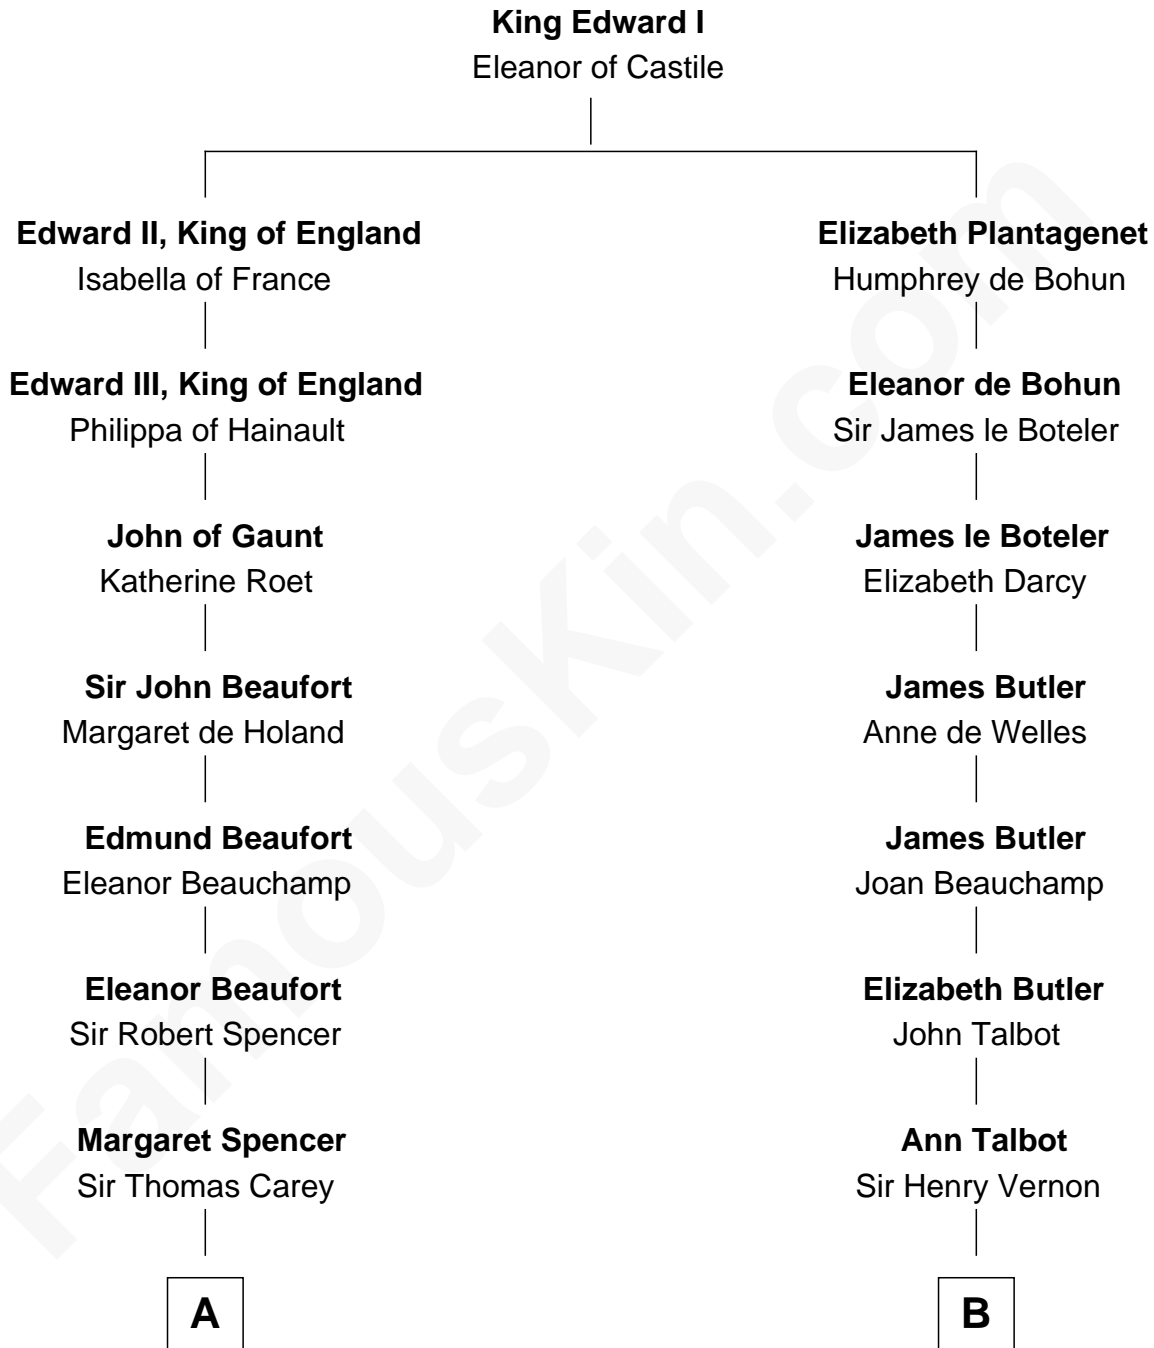 King Edward I
Eleanor of Castile
Edward II, King of England
Isabella of France
Edward III, King of England
Philippa of Hainault
John of Gaunt
Katherine Roet
Sir John Beaufort
Margaret de Holand
Edmund Beaufort
Eleanor Beauchamp
Eleanor Beaufort
Sir Robert Spencer
Margaret Spencer
Sir Thomas Carey
A
Elizabeth Plantagenet
Humphrey de Bohun
Eleanor de Bohun
Sir James le Boteler
James le Boteler
Elizabeth Darcy
James Butler
Anne de Welles
James Butler
Joan Beauchamp
Elizabeth Butler
John Talbot
Ann Talbot
Sir Henry Vernon
B
FamousKin.com